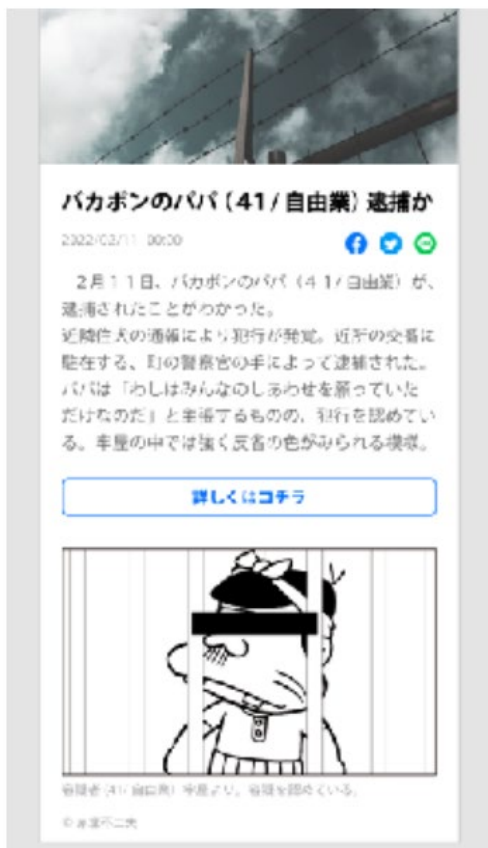 バカボンのパパ（41/自由業）逮捕か
2022/02/11 00:00
2月11日、バカボンのパパ（41/自由業）が、
逮捕されたことがわかった。
近隣住犬の通報により犯行が発覚。近所の交番に
駐在する、町の警察官の手によって逮捕された。
パパは「わしはみんなのしあわせを願っていた
だけなのだ」と主張するものの、犯行を認めてい
る。牢屋の中では強く反省の色がみられる模様。
詳しくはコチラ
容疑者（41/自由業）牢屋より。容疑を認めている。
©赤塚不二夫